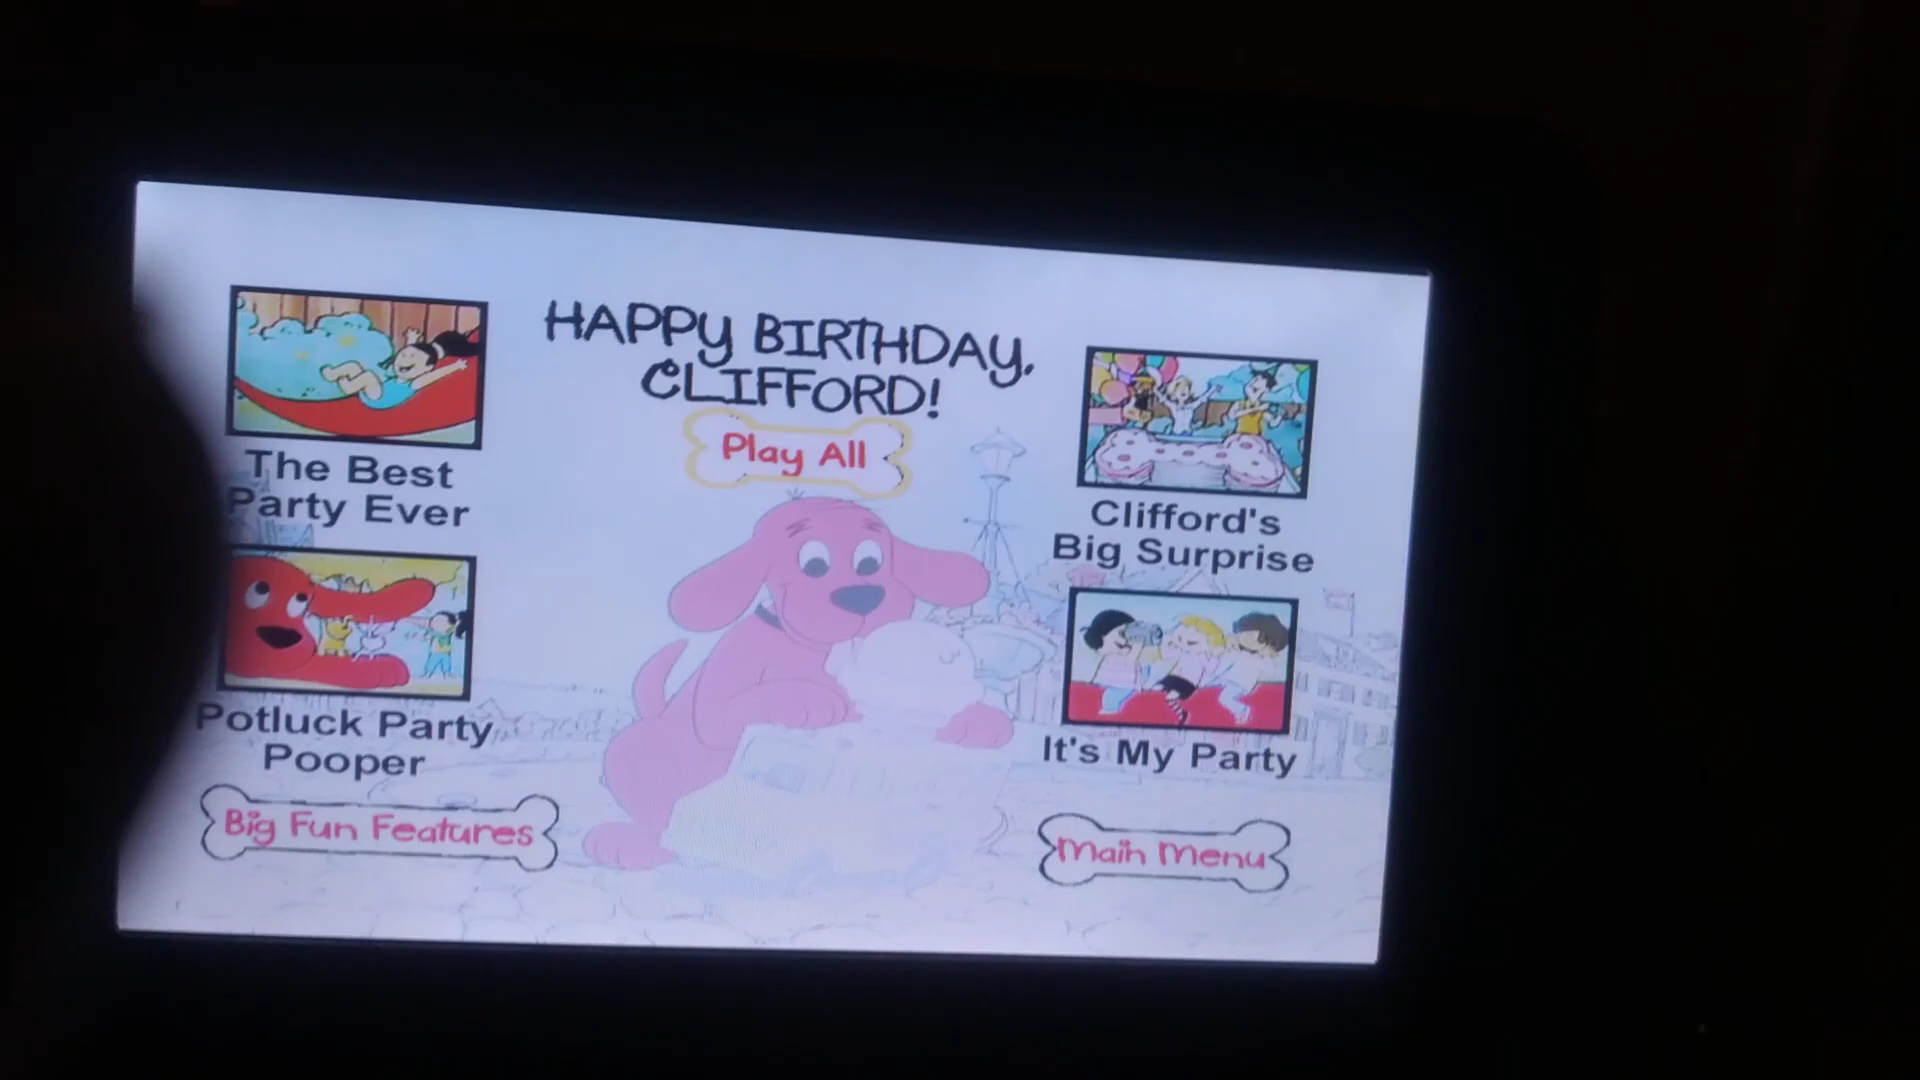 HAPPY BIRTHDAY,
CLIFFORD!
Play All
The Best
Party Ever
Clifford's
Big Surprise
Potluck Party
Pooper
It's My Party
Big Fun Features
Main Menu